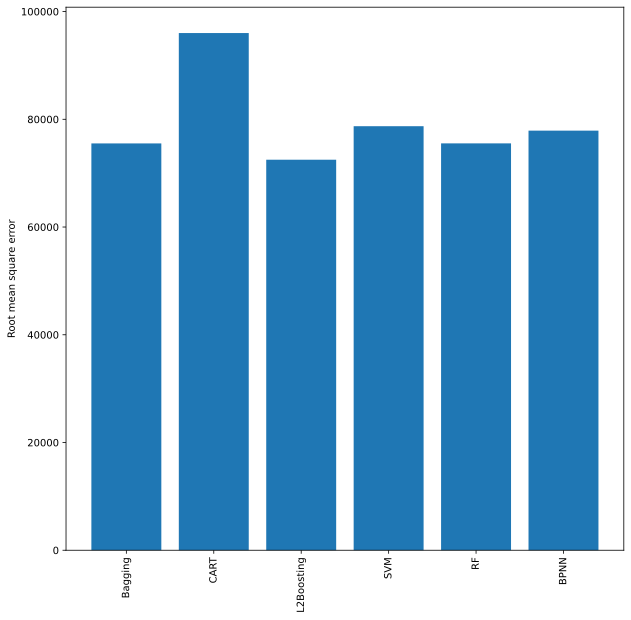 100000
80000
60000
40000
20000
0
Root mean square error
Bagging
CART
L2Boosting
SVM
RF
BPNN